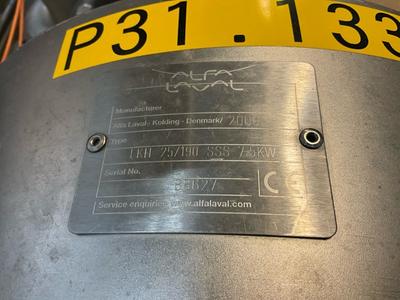 P31.133
ALFA
LAVAL
Manufacturer
Alfa Laval - Kolding - Denmark/
Type
LKH 25/190 SSS 7.5KW
Serial No.
CE
Service enquiries www.alfalaval.com